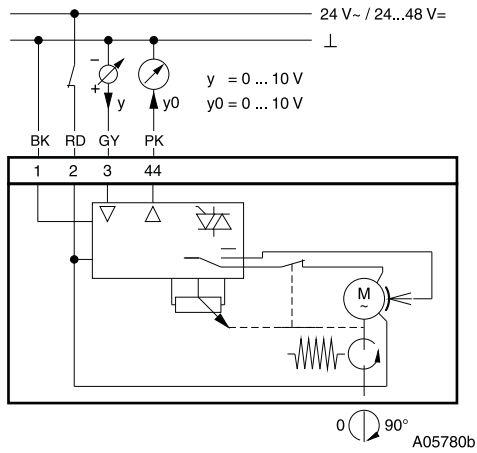 24 V~ / 24...48 V=
⊥
–
+
y
y0
y = 0 ... 10 V
y0 = 0 ... 10 V
BK RD GY PK
1 2 3 44
M
~
0 90°
A05780b